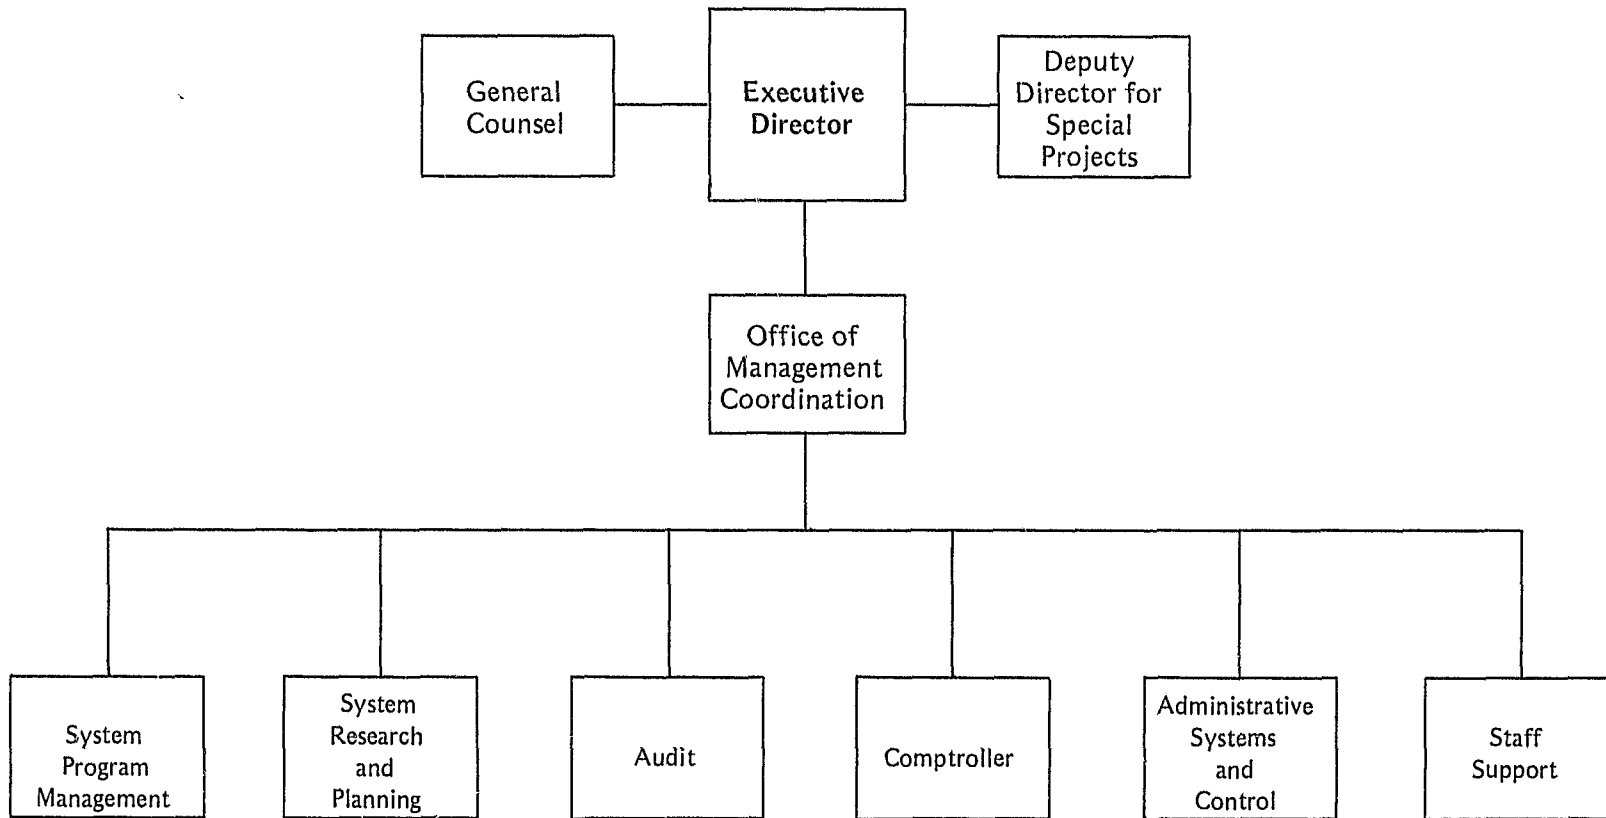 General
Counsel
Executive
Director
Deputy
Director for
Special
Projects
Office of
Management
Coordination
System
Program
Management
System
Research
and
Planning
Audit
Comptroller
Administrative
Systems
and
Control
Staff
Support